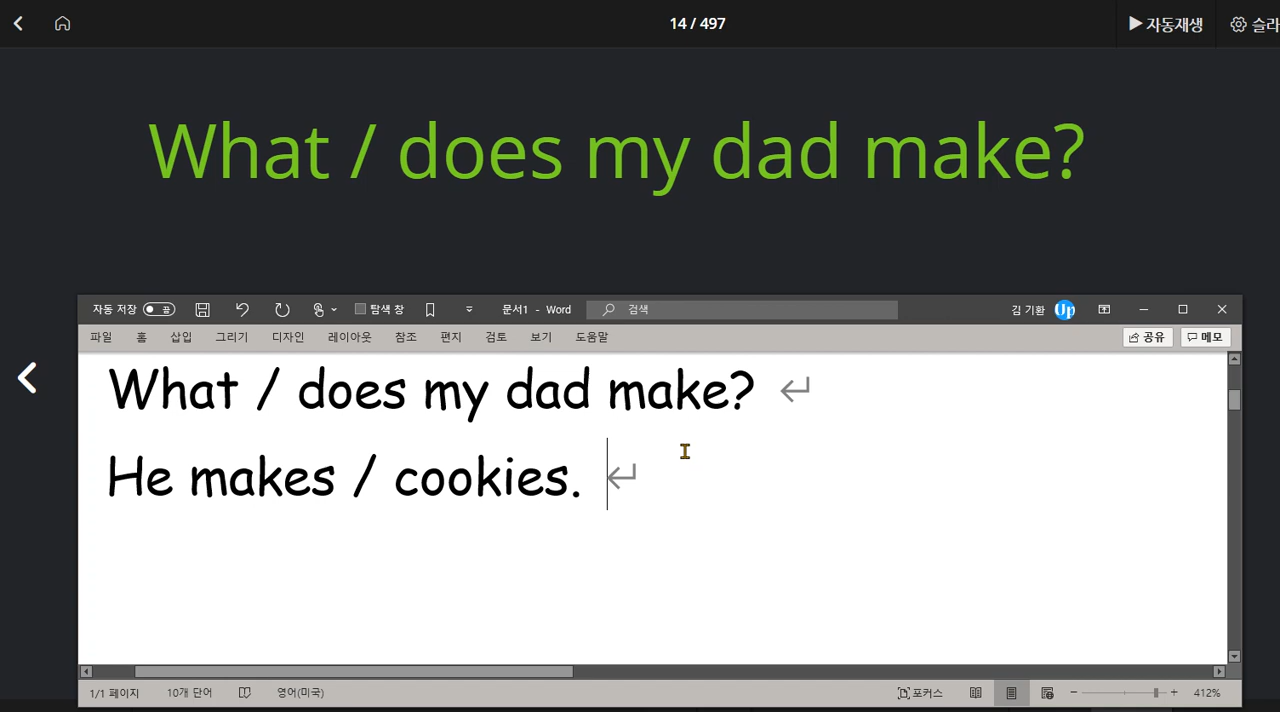 14 / 497
▶ 자동재생
슬라
What / does my dad make?
자동 저장 끔 탐색 창 문서1 - Word 검색 김 기환 Up
파일 홈 삽입 그리기 디자인 레이아웃 참조 편지 검토 보기 도움말 공유 메모
What / does my dad make?
He makes / cookies.
1/1 페이지 10개 단어 영어(미국) 포커스 − + 412%